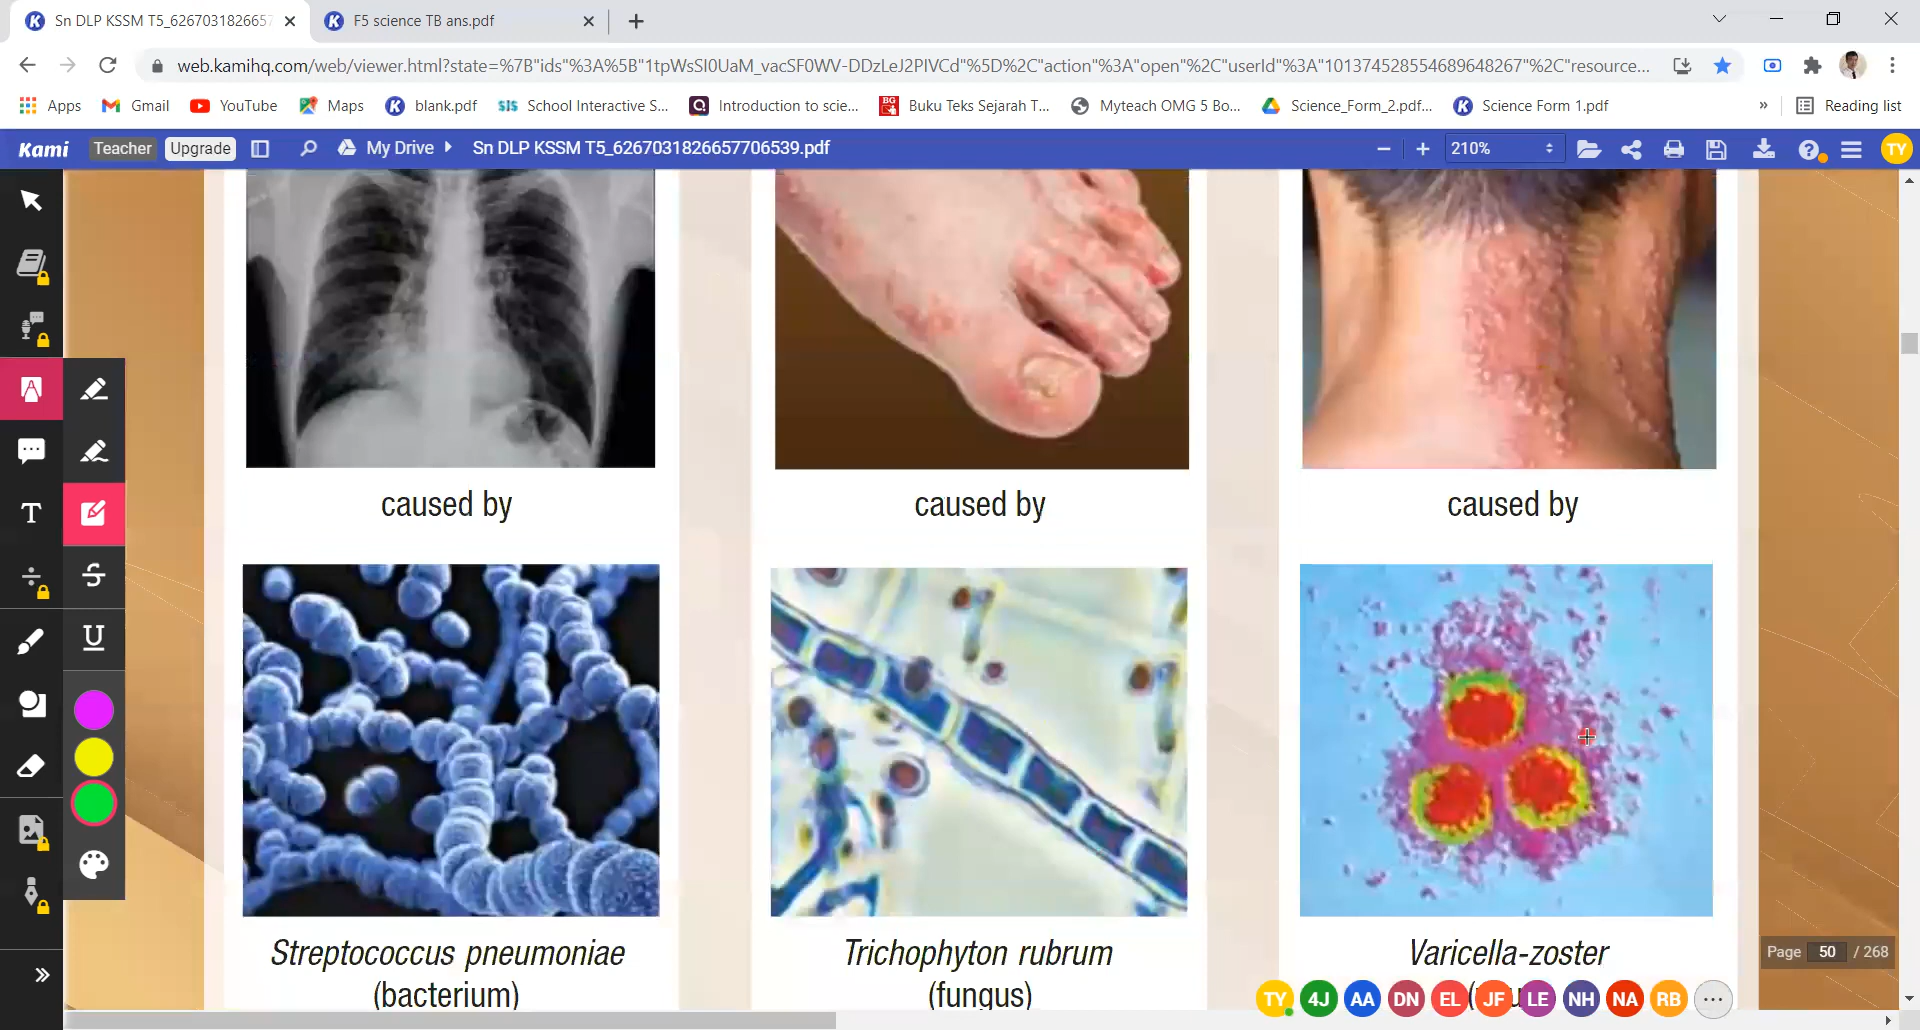 Sn DLP KSSM T5_626703182665
F5 science TB ans.pdf
web.kamihq.com/web/viewer.html?state=%7B"ids"%3A%5B"1tpWsSI0UaM_vacSF0WV-DDzLeJ2PIVCd"%5D%2C"action"%3A"open"%2C"userId"%3A"101374528554689648267"%2C"resource...
Apps
Gmail
YouTube
Maps
blank.pdf
SIS
School Interactive S...
Introduction to scie...
BG
Buku Teks Sejarah T...
Myteach OMG 5 Bo...
Science_Form_2.pdf...
Science Form 1.pdf
»
Reading list
Kami
Teacher
Upgrade
My Drive
Sn DLP KSSM T5_6267031826657706539.pdf
210%
TY
caused by
caused by
caused by
Streptococcus pneumoniae
(bacterium)
Trichophyton rubrum
(fungus)
Varicella-zoster
Page 50 / 268
TY 4J AA DN EL JF LE NH NA RB ...